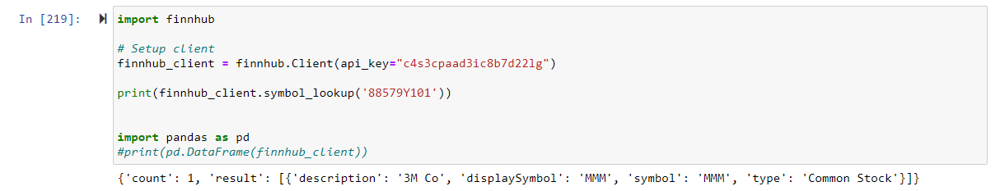 In [219]:
import finnhub
# Setup client
finnhub_client = finnhub.Client(api_key="c4s3cpaad3ic8b7d22lg")
print(finnhub_client.symbol_lookup('88579Y101'))
import pandas as pd
#print(pd.DataFrame(finnhub_client))
{'count': 1, 'result': [{'description': '3M Co', 'displaySymbol': 'MMM', 'symbol': 'MMM', 'type': 'Common Stock'}]}